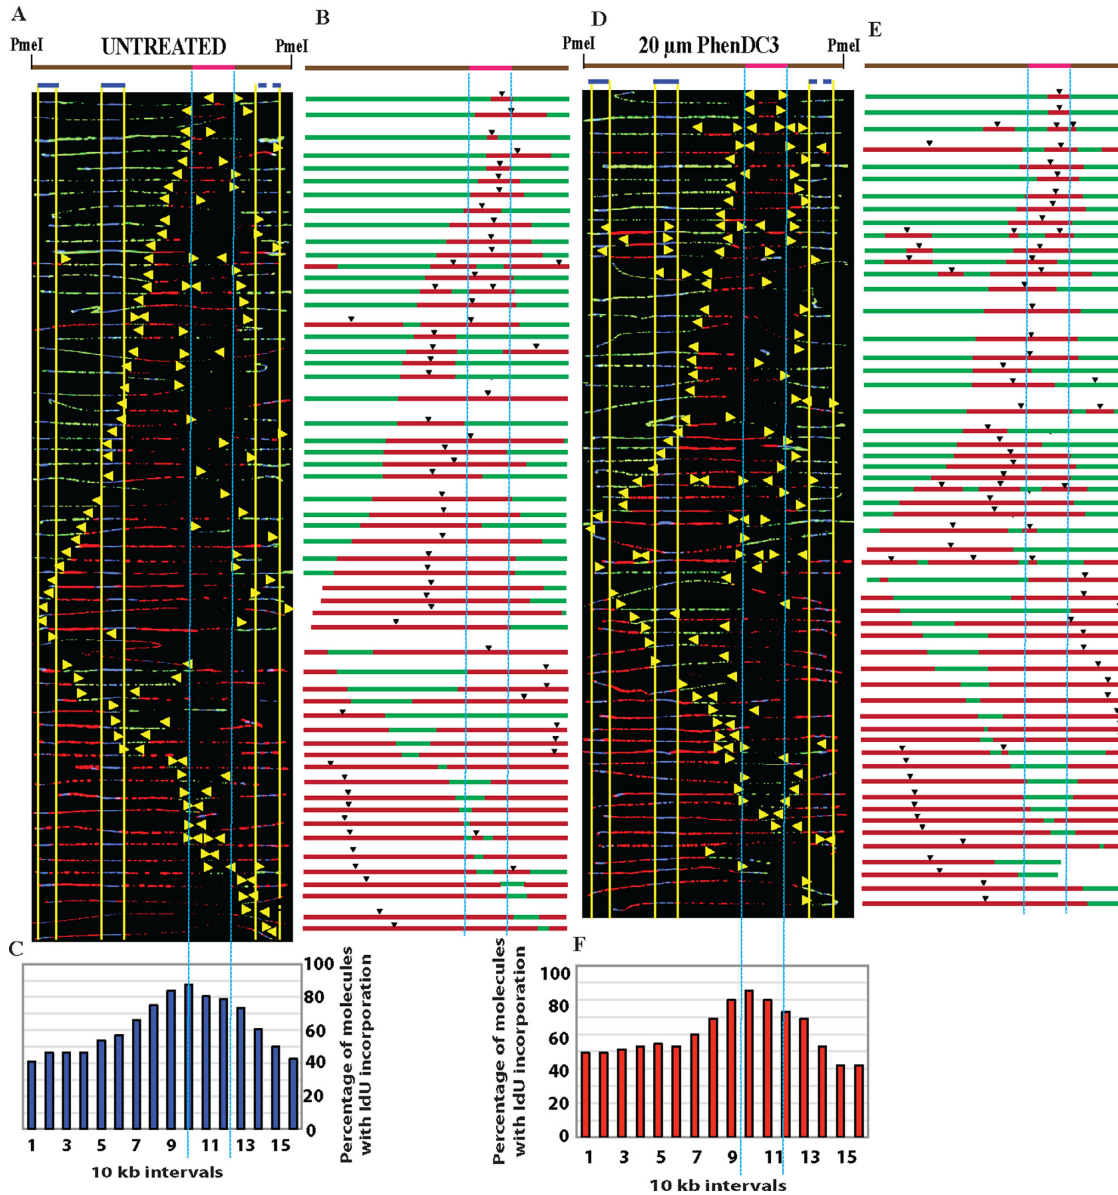 A
PmeI UNTREATED PmeI
B
D
PmeI 20 µm PhenDC3 PmeI
E
C
100
80
60
40
20
0
1 3 5 7 9 11 13 15
10 kb intervals
Percentage of molecules
with IdU incorporation
F
Percentage of molecules
with IdU incorporation
100
80
60
40
20
0
1 3 5 7 9 11 13 15
10 kb intervals